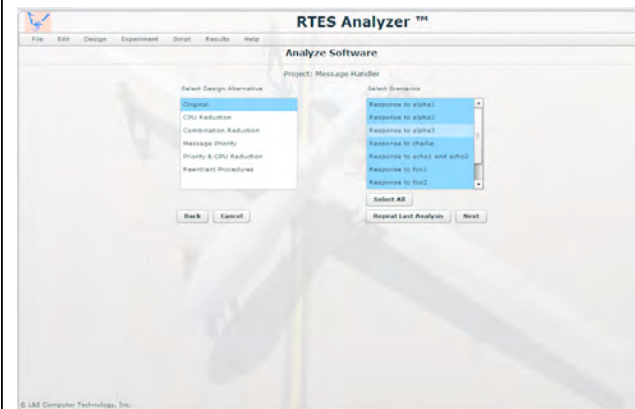 RTES Analyzer ™
File Edit Design Experiment Script Results Help
Analyze Software
Project: Message Handler
Select Design Alternative
Select Scenarios
Original
CPU Reduction
Combination Reduction
Message Priority
Priority & CPU Reduction
Reentrant Procedures
Response to alpha1
Response to alpha2
Response to alpha3
Response to charlie
Response to echo1 and echo2
Response to fox1
Response to fox2
Select All
Back Cancel
Repeat Last Analysis Next
© L&S Computer Technology, Inc.